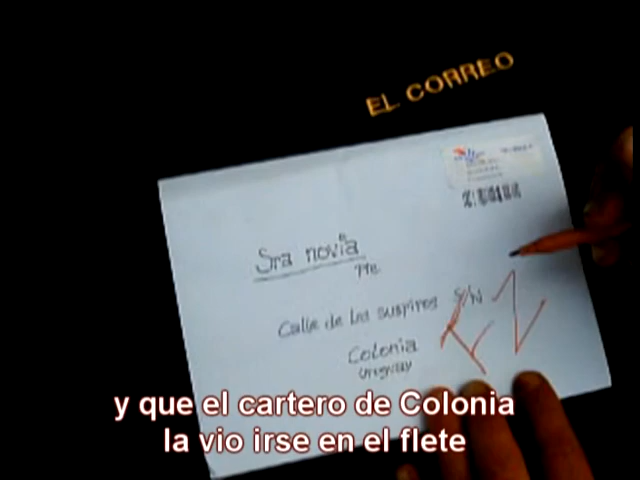 EL CORREO
Sra novia
Pte
Calle de los suspiros S/N
Colonia
Uruguay
y que el cartero de Colonia
la vio irse en el flete